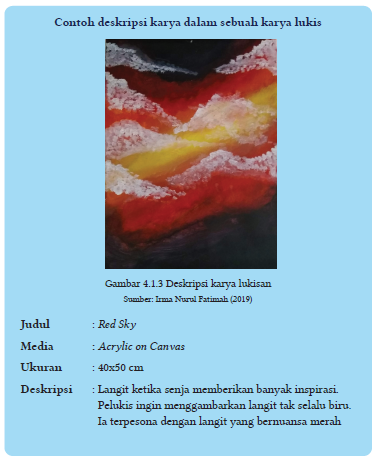 Contoh deskripsi karya dalam sebuah karya lukis
Gambar 4.1.3 Deskripsi karya lukisan
Sumber: Irma Nurul Fatimah (2019)
Judul : Red Sky
Media : Acrylic on Canvas
Ukuran : 40x50 cm
Deskripsi : Langit ketika senja memberikan banyak inspirasi.
Pelukis ingin menggambarkan langit tak selalu biru.
Ia terpesona dengan langit yang bernuansa merah